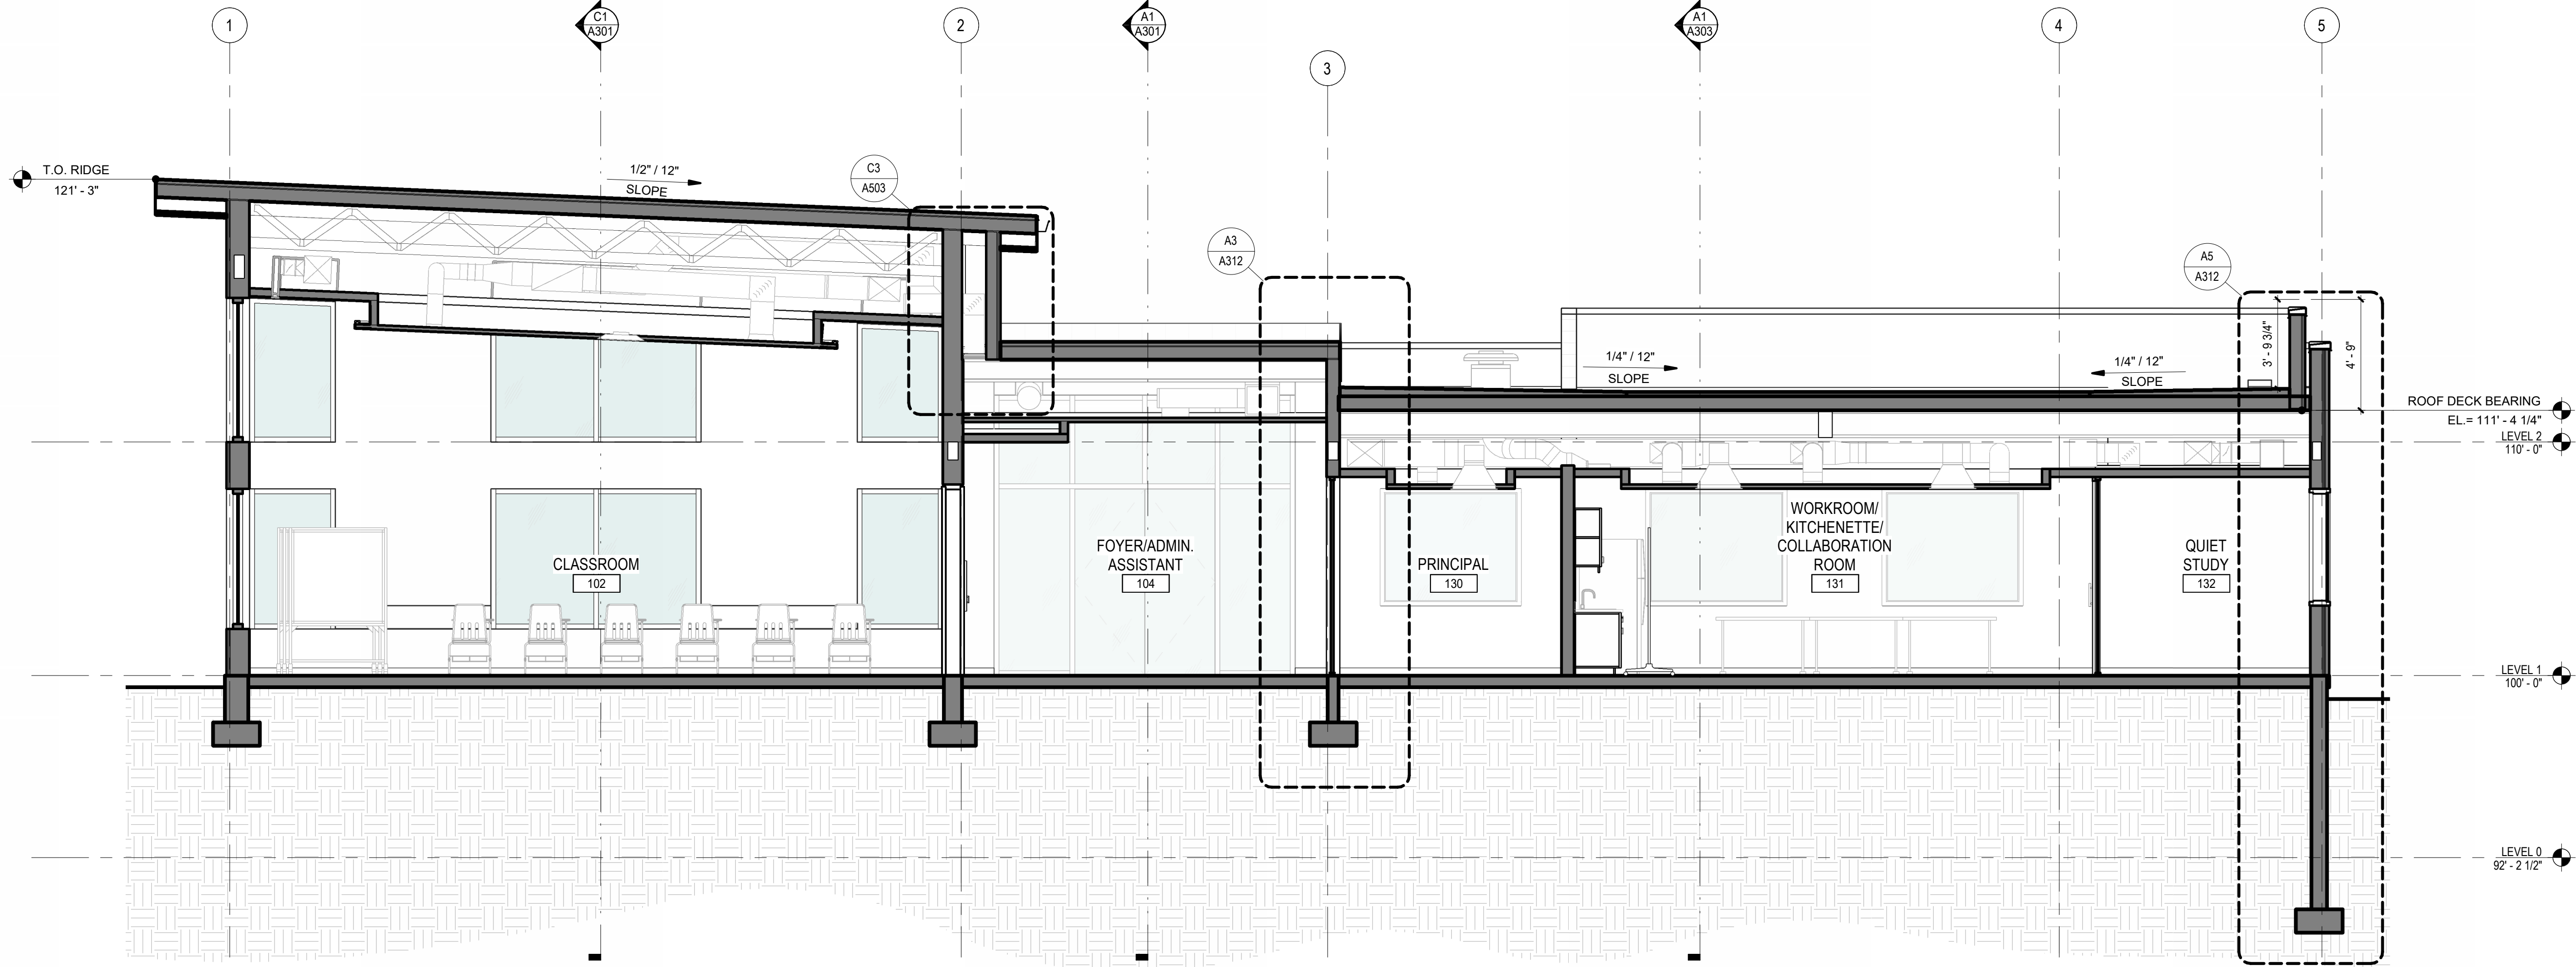 1
C1
A301
2
A1
A301
3
A1
A303
4
5
T.O. RIDGE
121' - 3"
1/2" / 12"
SLOPE
C3
A503
A3
A312
A5
A312
1/4" / 12"
SLOPE
1/4" / 12"
SLOPE
3' - 9 3/4"
4' - 9"
ROOF DECK BEARING
EL.= 111' - 4 1/4"
LEVEL 2
110' - 0"
CLASSROOM
102
FOYER/ADMIN.
ASSISTANT
104
PRINCIPAL
130
WORKROOM/
KITCHENETTE/
COLLABORATION
ROOM
131
QUIET
STUDY
132
LEVEL 1
100' - 0"
LEVEL 0
92' - 2 1/2"